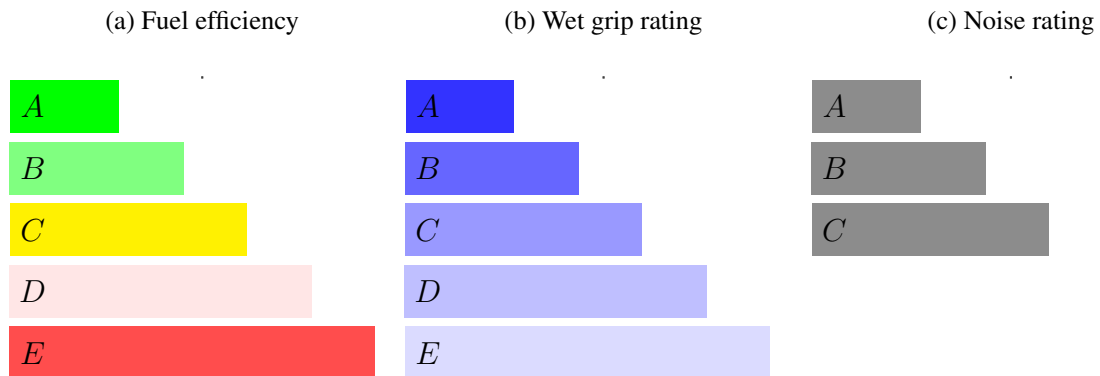 (a) Fuel efficiency
A
B
C
D
E
(b) Wet grip rating
A
B
C
D
E
(c) Noise rating
A
B
C